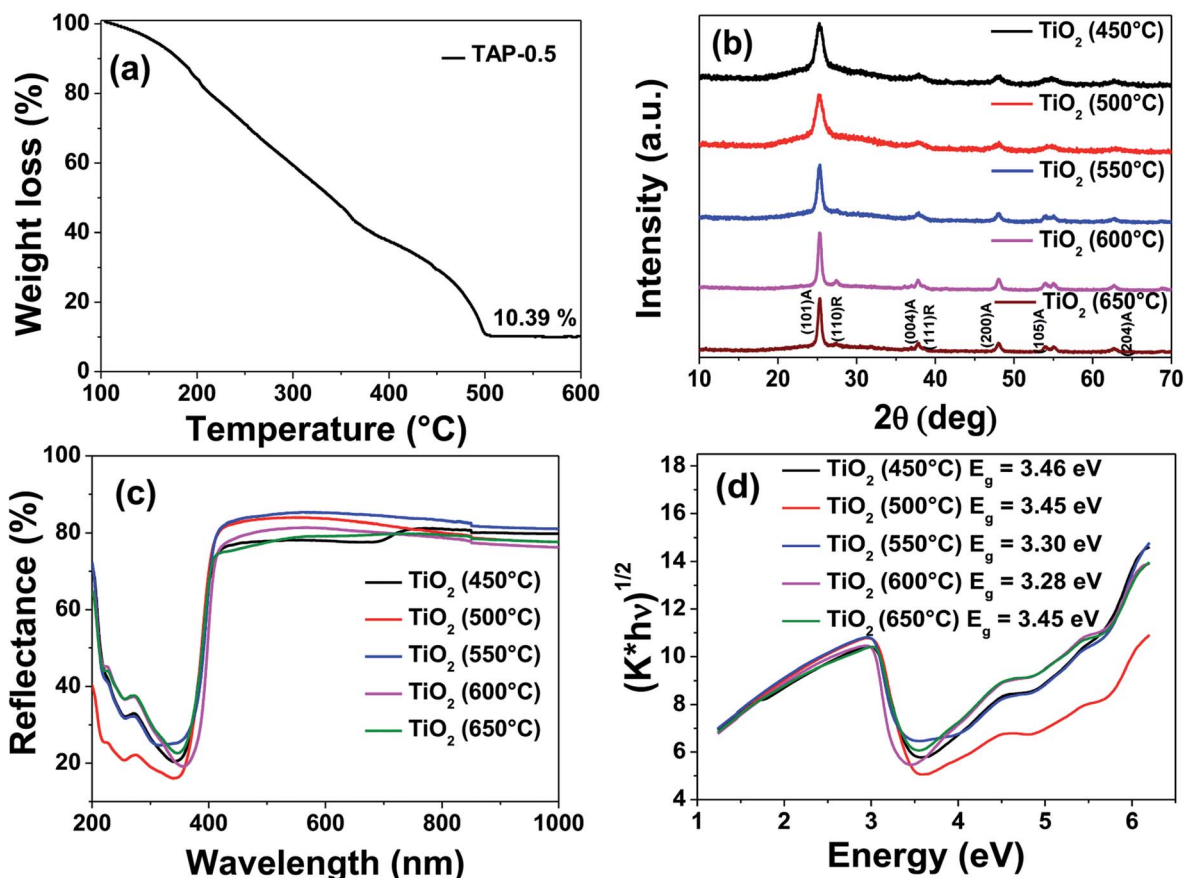 (a)
TAP-0.5
10.39 %
Weight loss (%)
100
80
60
40
20
0
100
200
300
400
500
600
Temperature (°C)
(b)
TiO2 (450°C)
TiO2 (500°C)
TiO2 (550°C)
TiO2 (600°C)
TiO2 (650°C)
(101)A
(110)R
(004)A
(111)R
(200)A
(105)A
(204)A
Intensity (a.u.)
10
20
30
40
50
60
70
2θ (deg)
(c)
TiO2 (450°C)
TiO2 (500°C)
TiO2 (550°C)
TiO2 (600°C)
TiO2 (650°C)
Reflectance (%)
100
80
60
40
20
200
400
600
800
1000
Wavelength (nm)
(d)
TiO2 (450°C) Eg = 3.46 eV
TiO2 (500°C) Eg = 3.45 eV
TiO2 (550°C) Eg = 3.30 eV
TiO2 (600°C) Eg = 3.28 eV
TiO2 (650°C) Eg = 3.45 eV
(K*hν)1/2
18
16
14
12
10
8
6
4
1
2
3
4
5
6
Energy (eV)